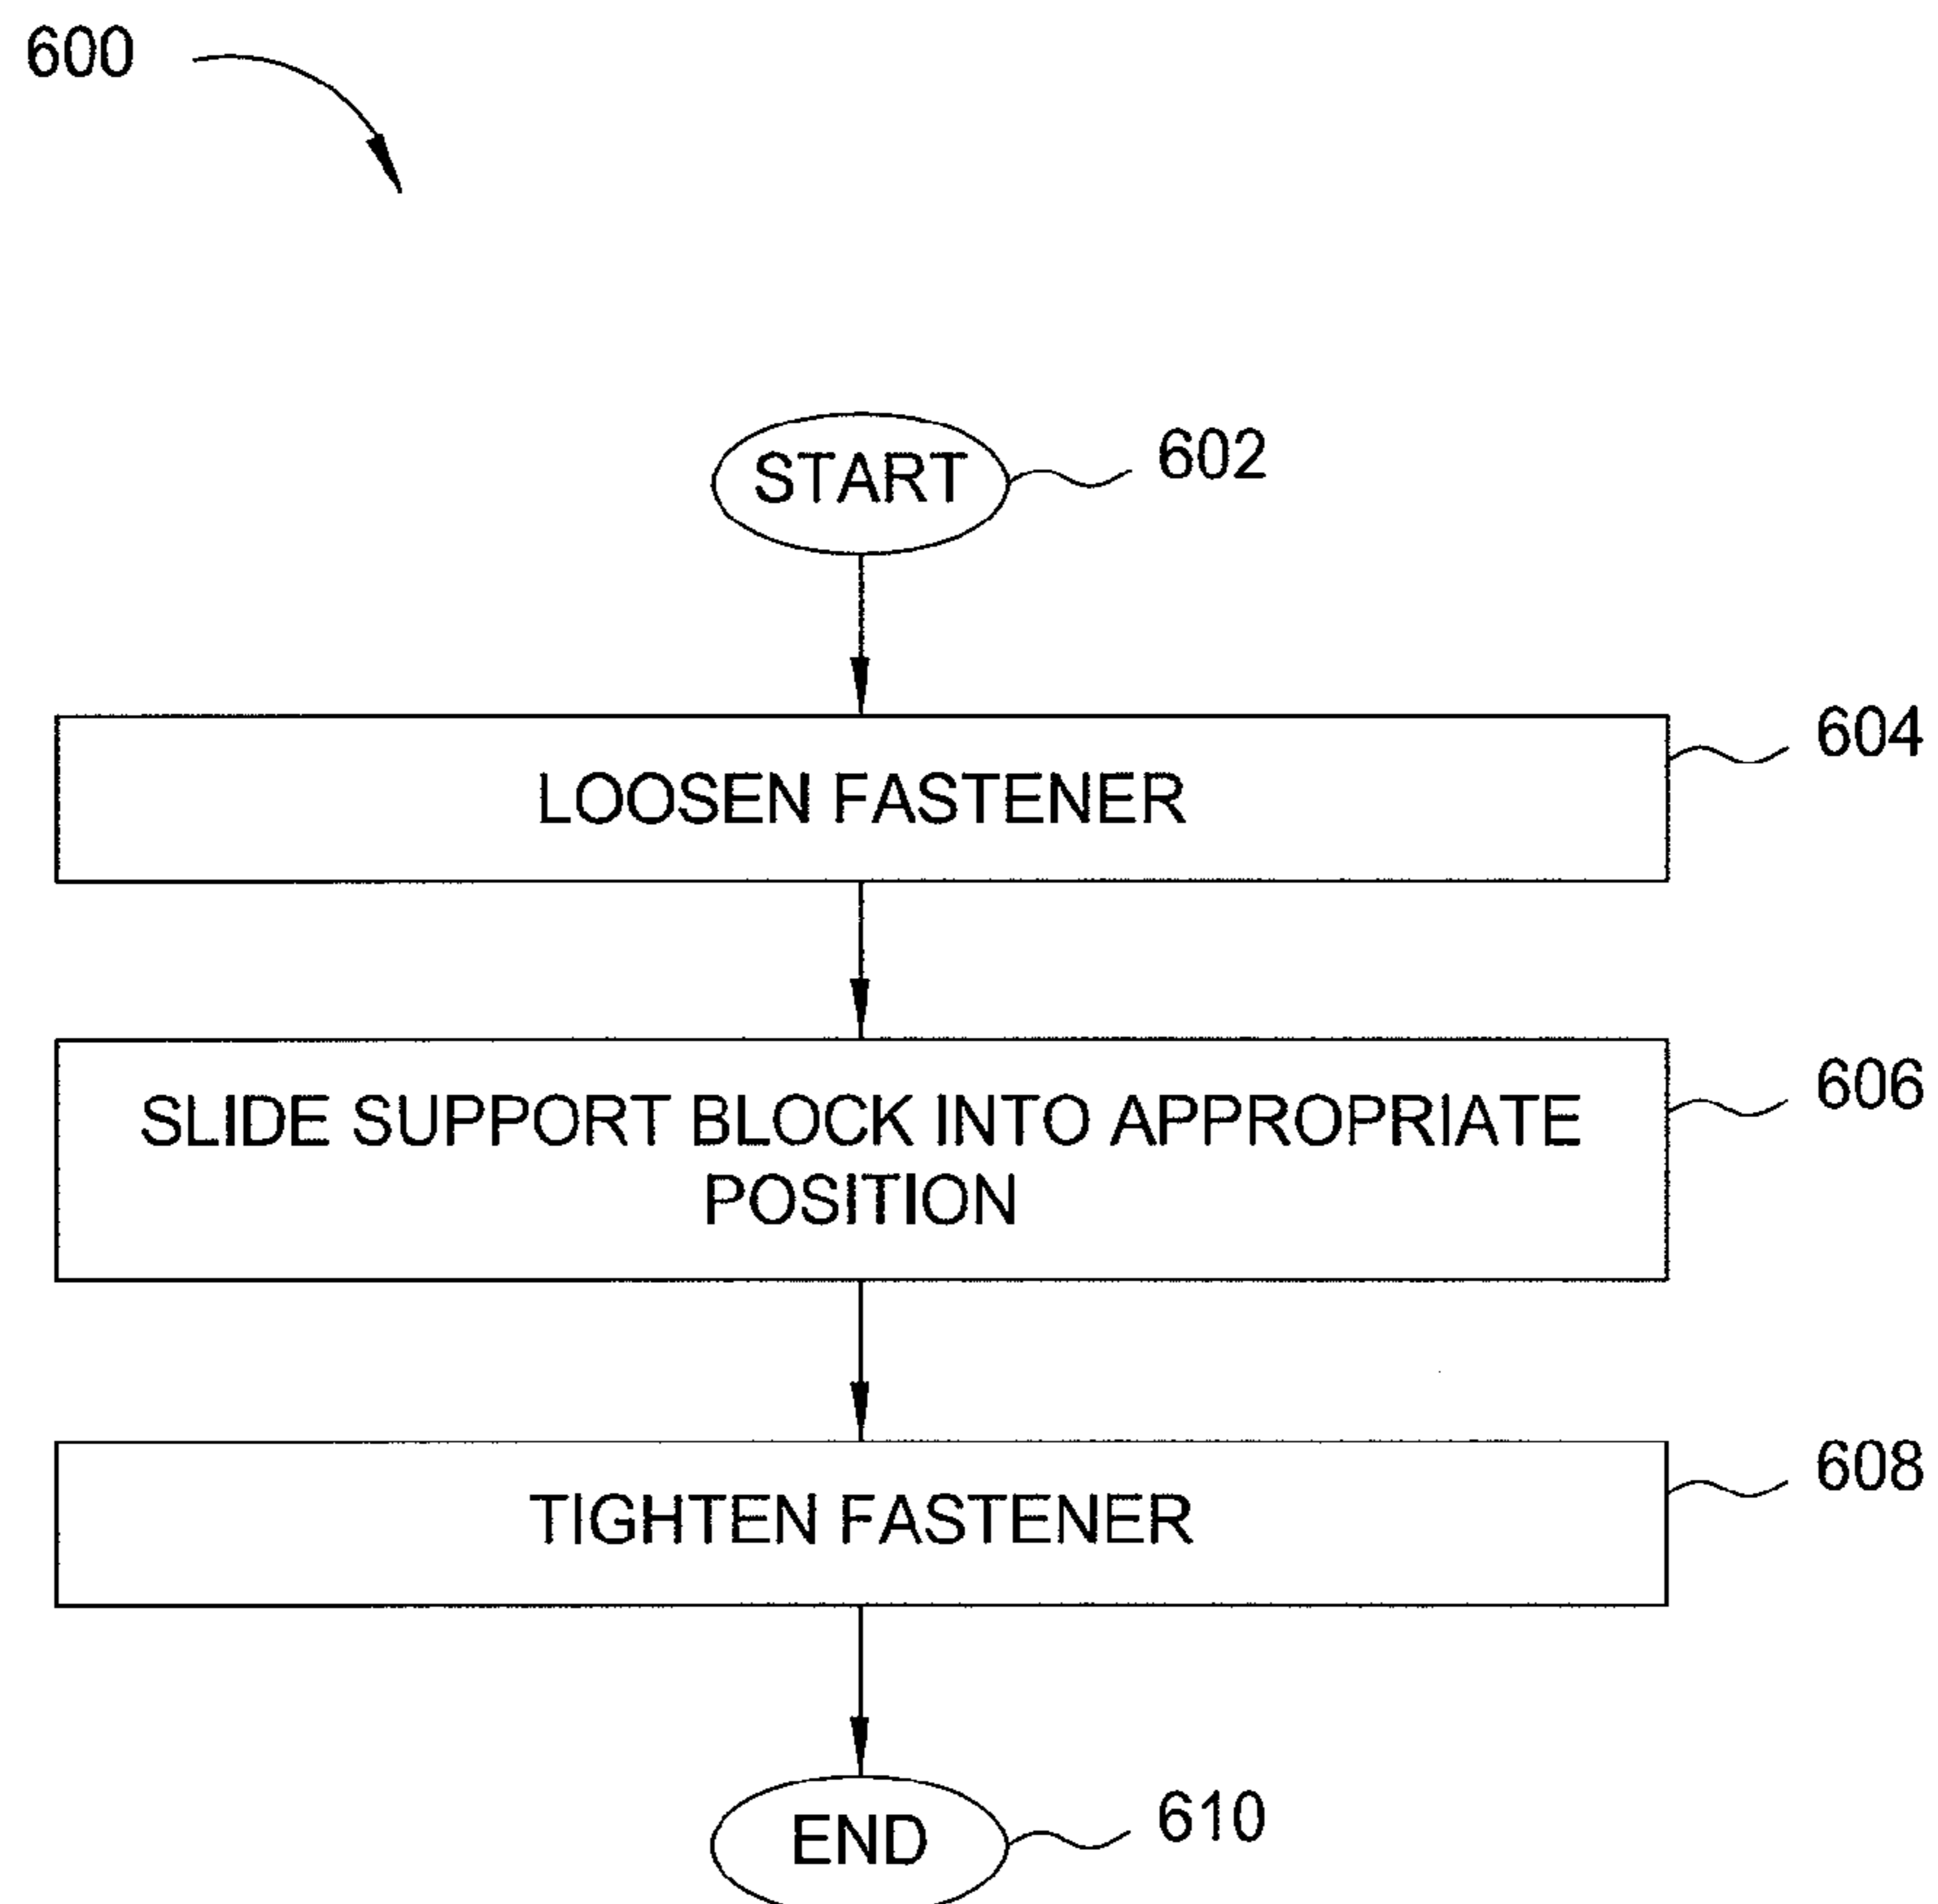 600
START
602
LOOSEN FASTENER
604
SLIDE SUPPORT BLOCK INTO APPROPRIATE
POSITION
606
TIGHTEN FASTENER
608
END
610